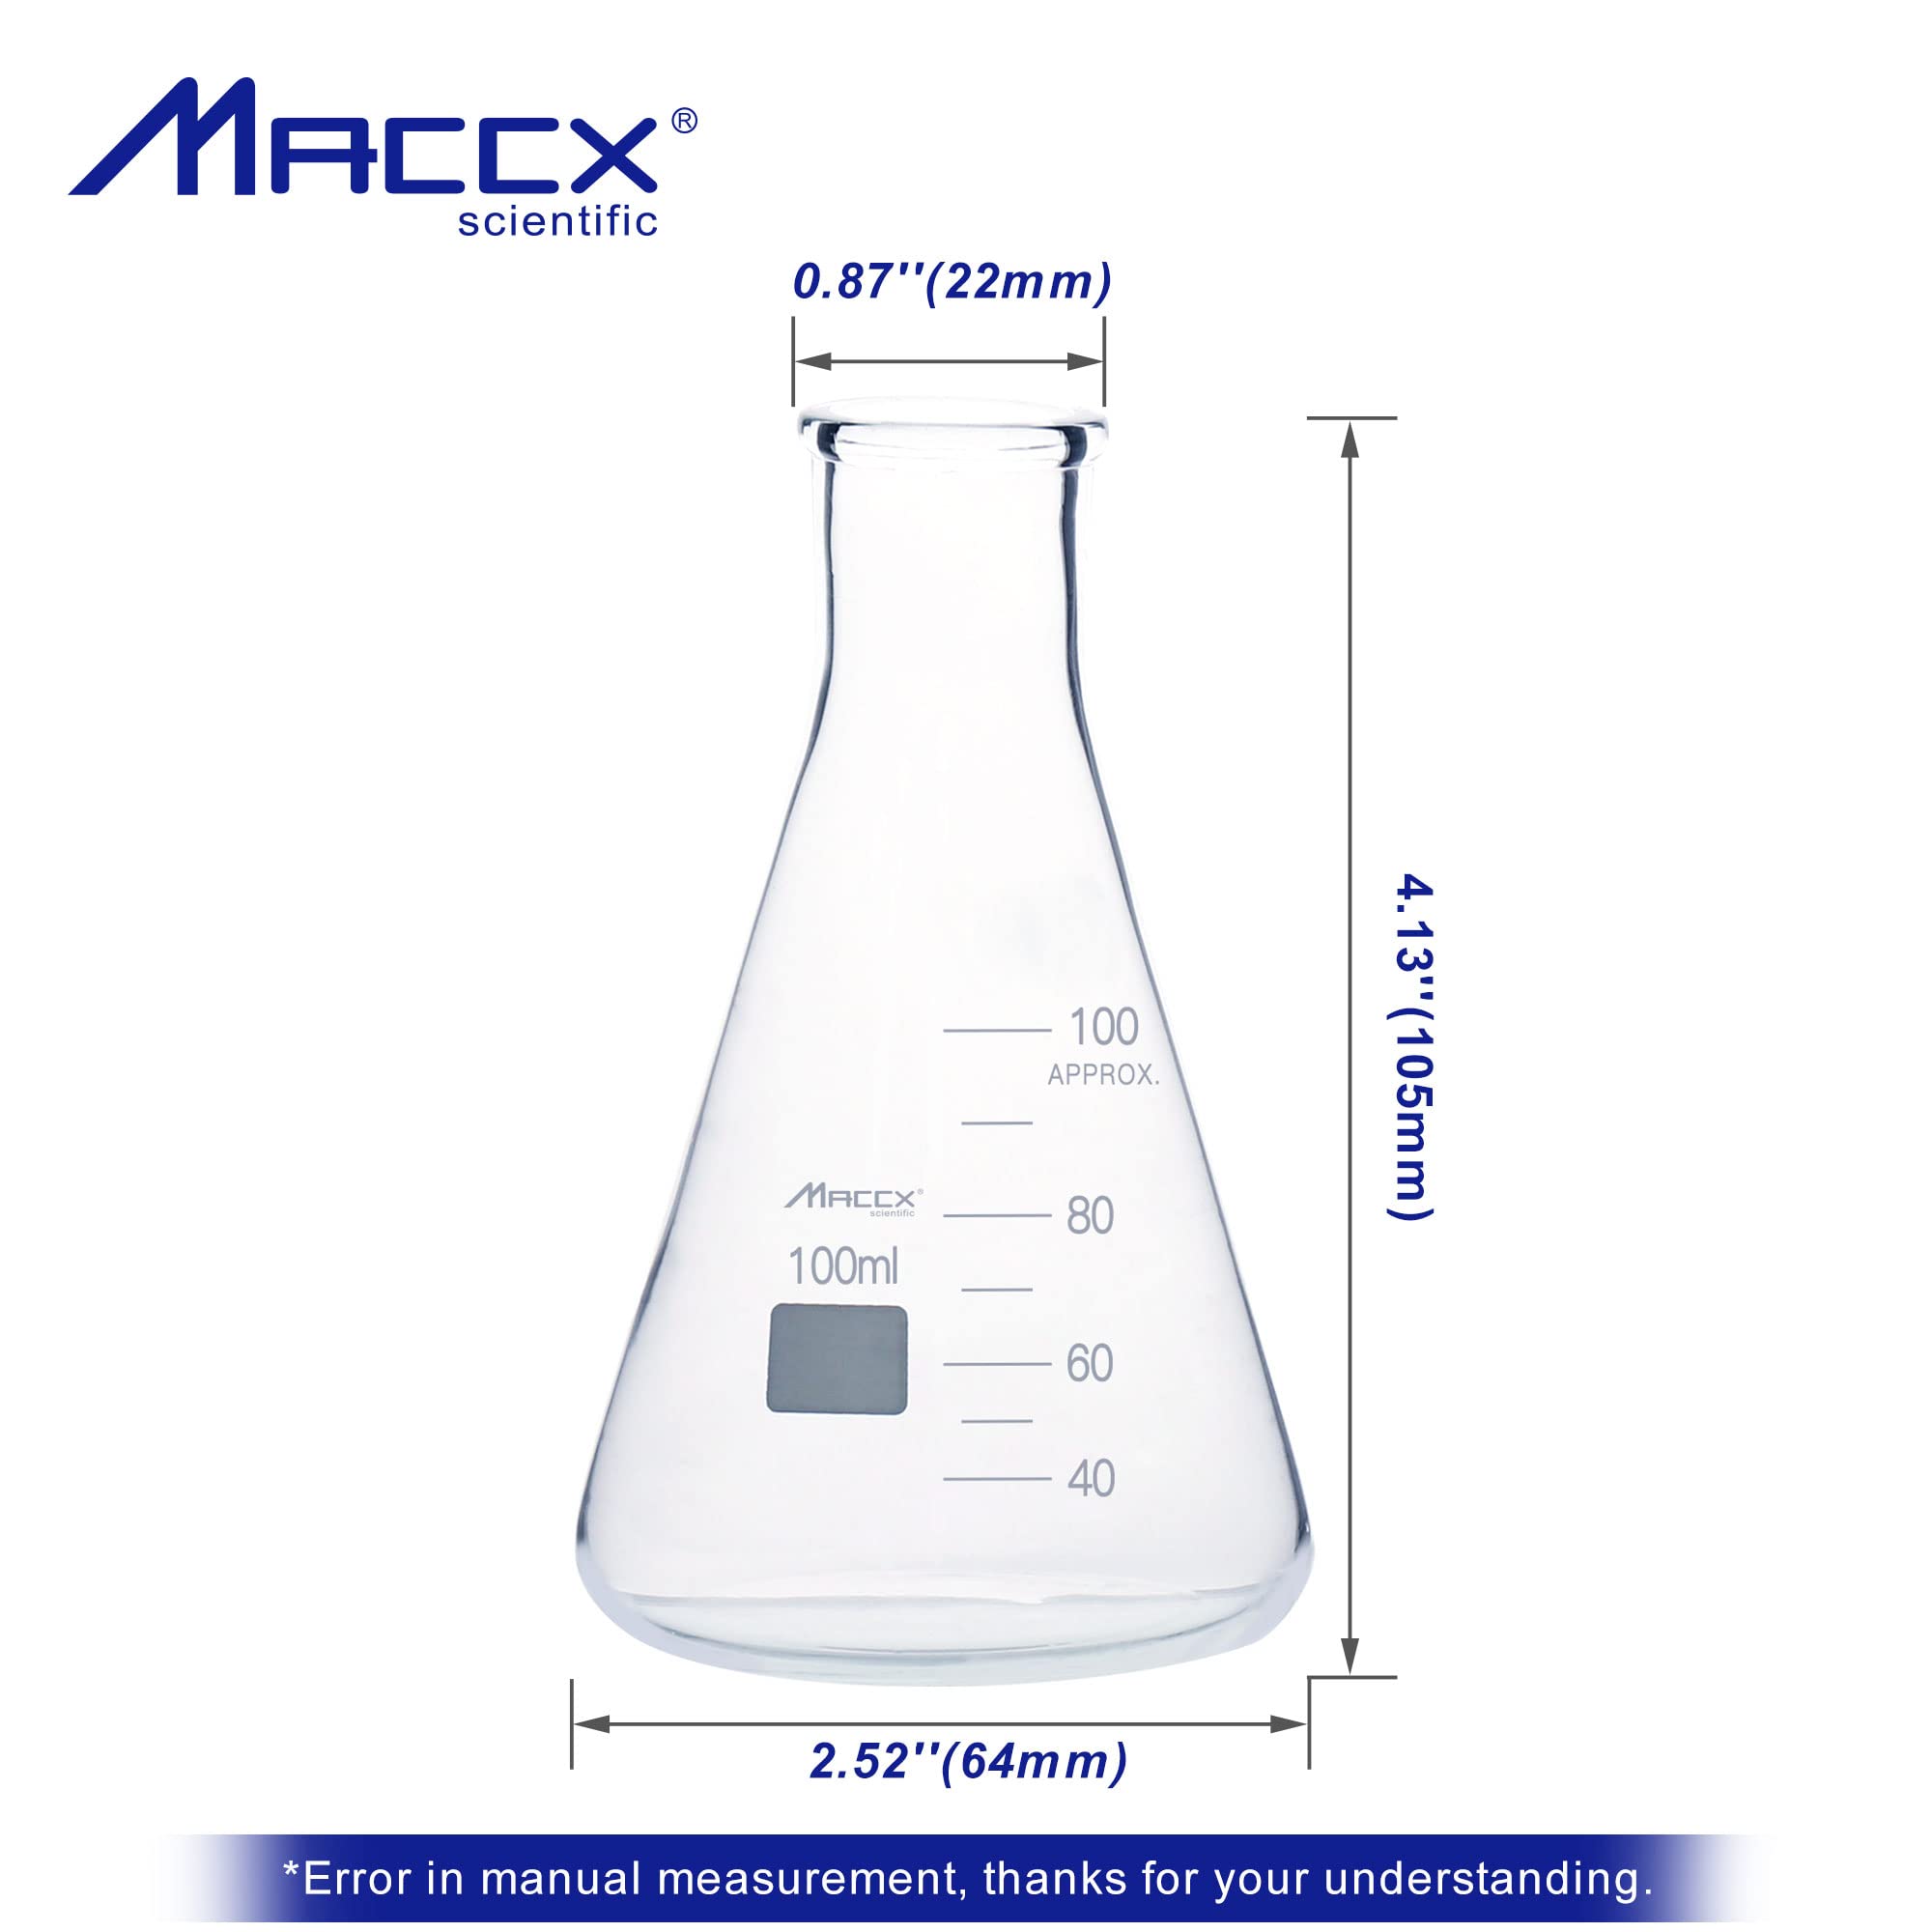 MACCX®
scientific
0.87''(22mm)
4.13''(105mm)
100
APPROX.
MACCX®
scientific
80
100ml
60
40
2.52''(64mm)
*Error in manual measurement, thanks for your understanding.